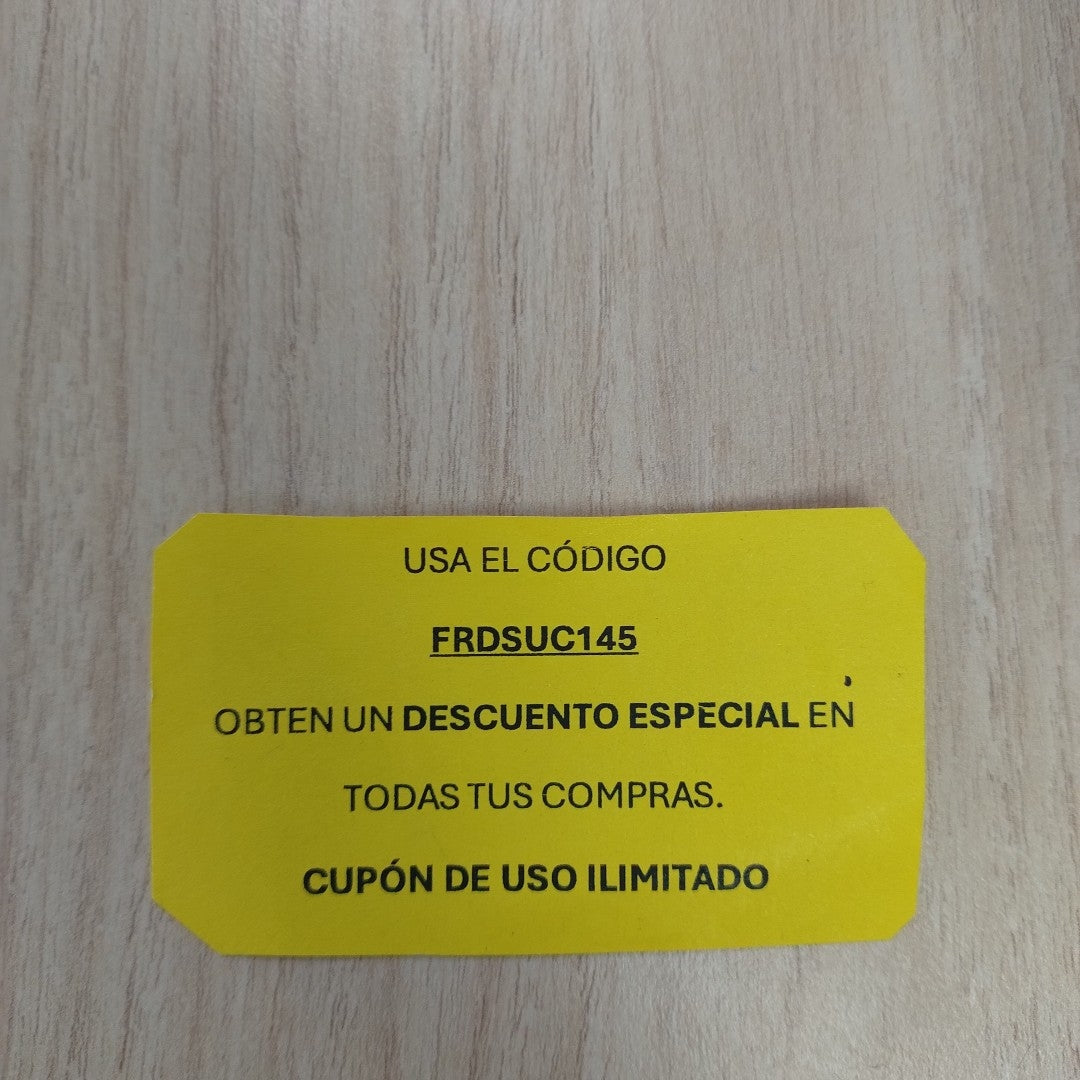 USA EL CÓDIGO
FRDSUC145
OBTEN UN DESCUENTO ESPECIAL EN
TODAS TUS COMPRAS.
CUPÓN DE USO ILIMITADO